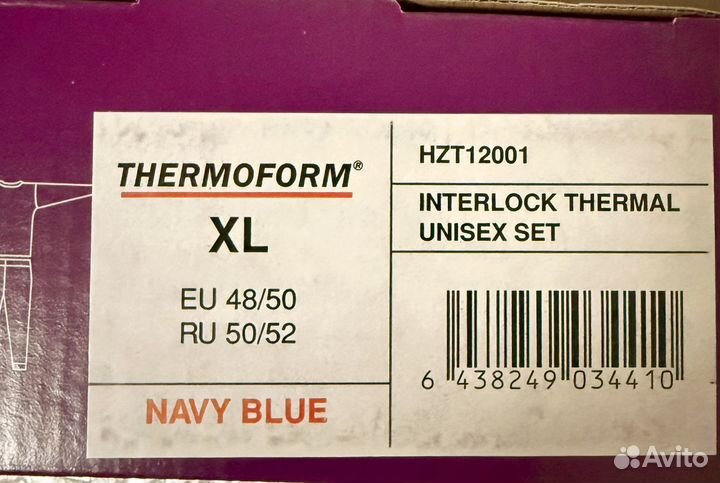 THERMOFORM®
XL
EU 48/50
RU 50/52
NAVY BLUE
HZT12001
INTERLOCK THERMAL
UNISEX SET
6 438249 034410
Avito